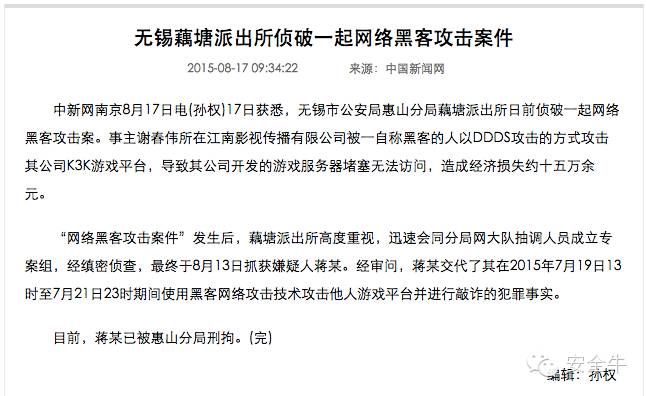 无锡藕塘派出所侦破一起网络黑客攻击案件
2015-08-17 09:34:22 来源：中国新闻网
中新网南京8月17日电(孙权)17日获悉，无锡市公安局惠山分局藕塘派出所日前侦破一起网络
黑客攻击案。事主谢春伟所在江南影视传播有限公司被一自称黑客的人以DDDS攻击的方式攻击
其公司K3K游戏平台，导致其公司开发的游戏服务器堵塞无法访问，造成经济损失约十五万余
元。
“网络黑客攻击案件”发生后，藕塘派出所高度重视，迅速会同分局网大队抽调人员成立专
案组，经缜密侦查，最终于8月13日抓获嫌疑人蒋某。经审问，蒋某交代了其在2015年7月19日13
时至7月21日23时期间使用黑客网络攻击技术攻击他人游戏平台并进行敲诈的犯罪事实。
目前，蒋某已被惠山分局刑拘。(完)
安全牛
编辑：孙权